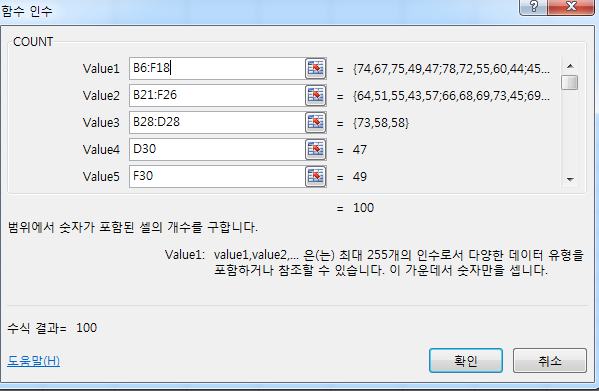 함수 인수
COUNT
Value1 B6:F18 = {74,67,75,49,47;78,72,55,60,44;45...
Value2 B21:F26 = {64,51,55,43,57;66,68,69,73,45;69...
Value3 B28:D28 = {73,58,58}
Value4 D30 = 47
Value5 F30 = 49
= 100
범위에서 숫자가 포함된 셀의 개수를 구합니다.
Value1: value1,value2,... 은(는) 최대 255개의 인수로서 다양한 데이터 유형을
포함하거나 참조할 수 있습니다. 이 가운데서 숫자만을 셉니다.
수식 결과= 100
도움말(H)
확인
취소